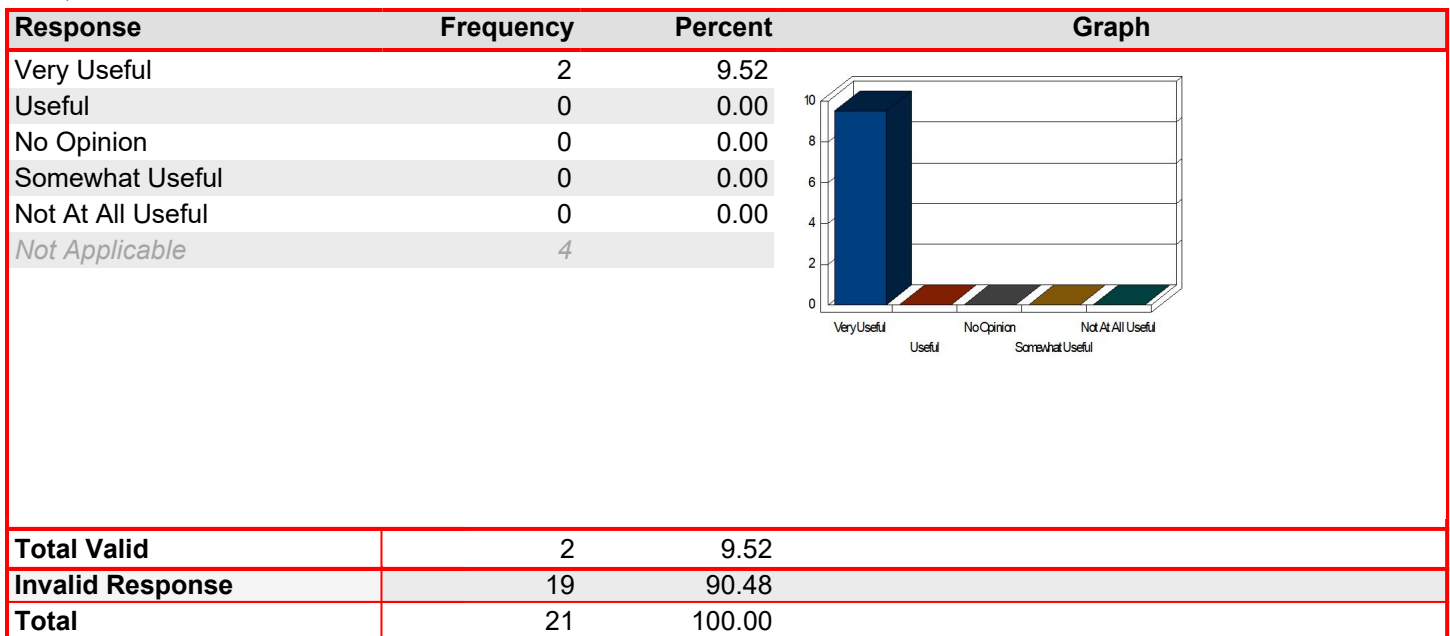 Response Frequency Percent Graph
Very Useful 2 9.52
Useful 0 0.00
No Opinion 0 0.00
Somewhat Useful 0 0.00
Not At All Useful 0 0.00
Not Applicable 4
10
8
6
4
2
0
Very Useful No Opinion Not At All Useful
Useful Somewhat Useful
Total Valid 2 9.52
Invalid Response 19 90.48
Total 21 100.00